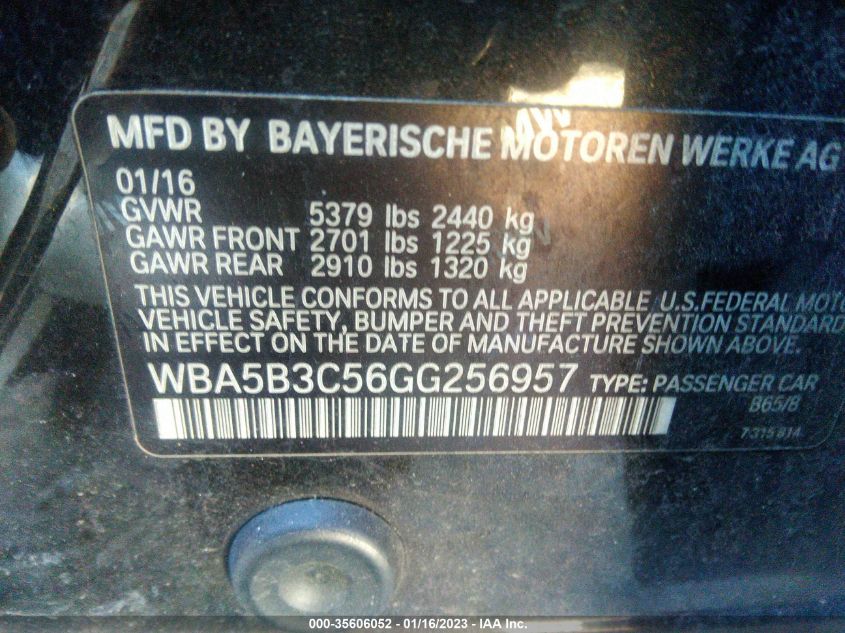 MFD BY BAYERISCHE MOTOREN WERKE AG
01/16
GVWR 5379 lbs 2440 kg
GAWR FRONT 2701 lbs 1225 kg
GAWR REAR 2910 lbs 1320 kg
THIS VEHICLE CONFORMS TO ALL APPLICABLE U.S.FEDERAL MOTO
VEHICLE SAFETY, BUMPER AND THEFT PREVENTION STANDARD
IN EFFECT ON THE DATE OF MANUFACTURE SHOWN ABOVE.
WBA5B3C56GG256957 TYPE: PASSENGER CAR
B65/8
7 315 814
000-35606052 - 01/16/2023 - IAA Inc.